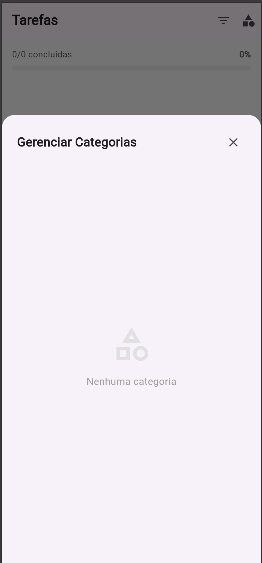 Tarefas
0/0 concluídas 0%
Gerenciar Categorias
Nenhuma categoria